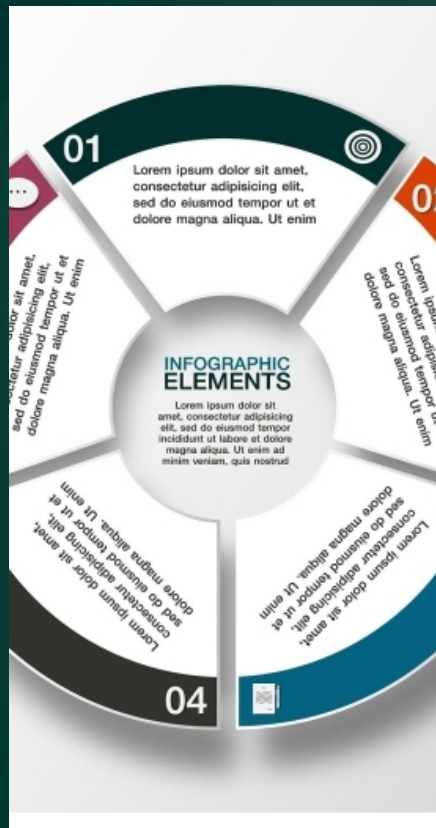 01
Lorem ipsum dolor sit amet,
consectetur adipisicing elit,
sed do eiusmod tempor ut et
dolore magna aliqua. Ut enim
Lorem ipsum
consectetur
sed do eiusmod
dolore magna aliqua. Ut enim
Lorem ipsum dolor sit amet,
consectetur adipisicing elit,
sed do eiusmod tempor ut et
dolore magna aliqua. Ut enim
04
Lorem ipsum dolor sit amet,
consectetur adipisicing elit,
sed do eiusmod tempor ut et
dolore magna aliqua. Ut enim
dolor sit amet,
adipisicing elit,
sed do eiusmod tempor ut et
dolore magna aliqua. Ut enim
INFOGRAPHIC
ELEMENTS
Lorem ipsum dolor sit
amet, consectetur adipisicing
elit, sed do eiusmod tempor
incididunt ut labore et dolore
magna aliqua. Ut enim ad
minim veniam, quis nostrud